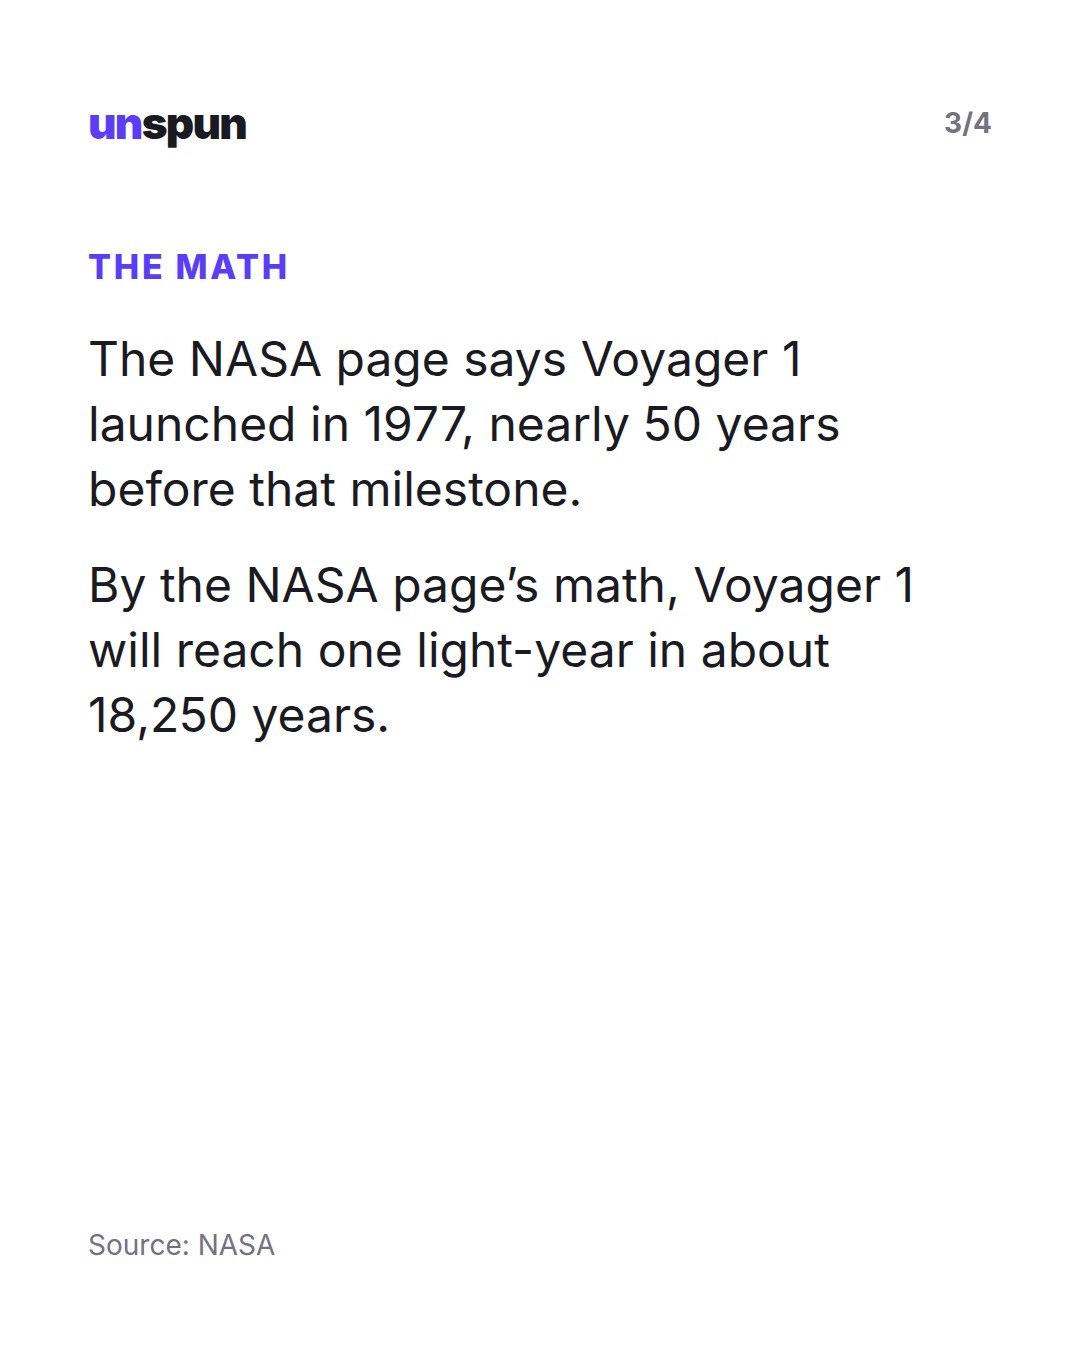 unspun
3/4
THE MATH
The NASA page says Voyager 1
launched in 1977, nearly 50 years
before that milestone.
By the NASA page’s math, Voyager 1
will reach one light-year in about
18,250 years.
Source: NASA